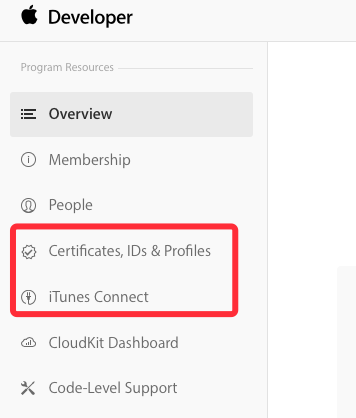 Developer
Program Resources
Overview
Membership
People
Certificates, IDs & Profiles
iTunes Connect
CloudKit Dashboard
Code-Level Support